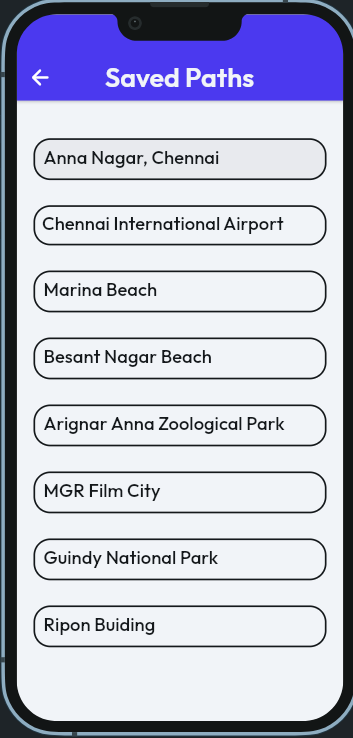 Saved Paths
Anna Nagar, Chennai
Chennai International Airport
Marina Beach
Besant Nagar Beach
Arignar Anna Zoological Park
MGR Film City
Guindy National Park
Ripon Buiding